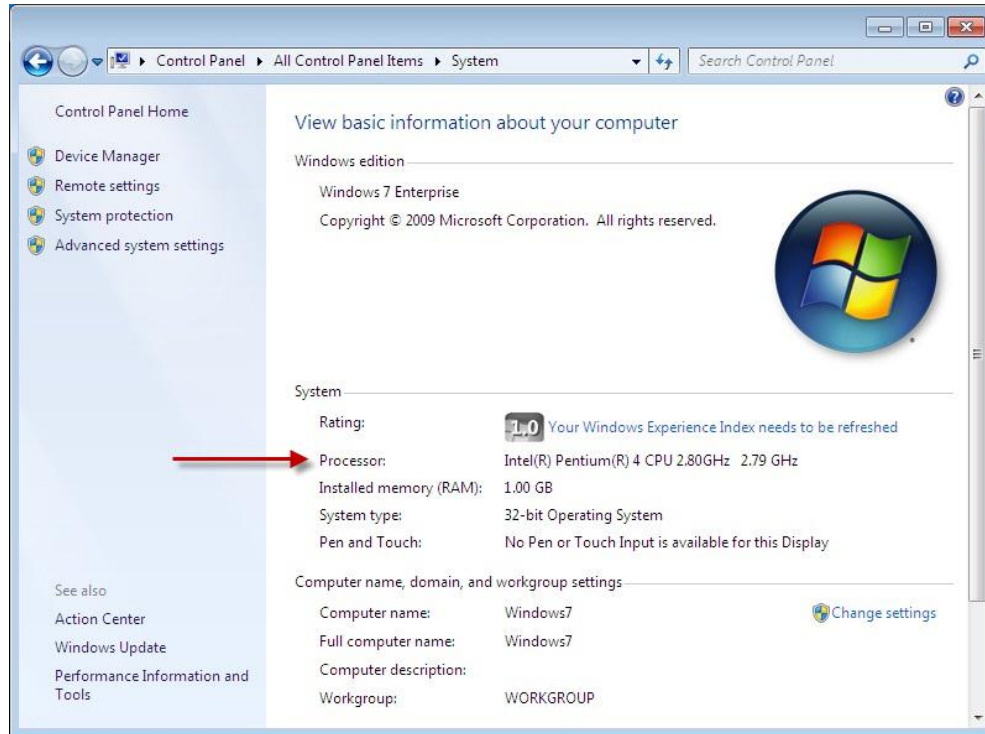 Control Panel ▸ All Control Panel Items ▸ System
Search Control Panel
Control Panel Home
Device Manager
Remote settings
System protection
Advanced system settings
See also
Action Center
Windows Update
Performance Information and
Tools
View basic information about your computer
Windows edition
Windows 7 Enterprise
Copyright © 2009 Microsoft Corporation. All rights reserved.
System
Rating: 1.0 Your Windows Experience Index needs to be refreshed
Processor: Intel(R) Pentium(R) 4 CPU 2.80GHz 2.79 GHz
Installed memory (RAM): 1.00 GB
System type: 32-bit Operating System
Pen and Touch: No Pen or Touch Input is available for this Display
Computer name, domain, and workgroup settings
Computer name: Windows7 Change settings
Full computer name: Windows7
Computer description:
Workgroup: WORKGROUP